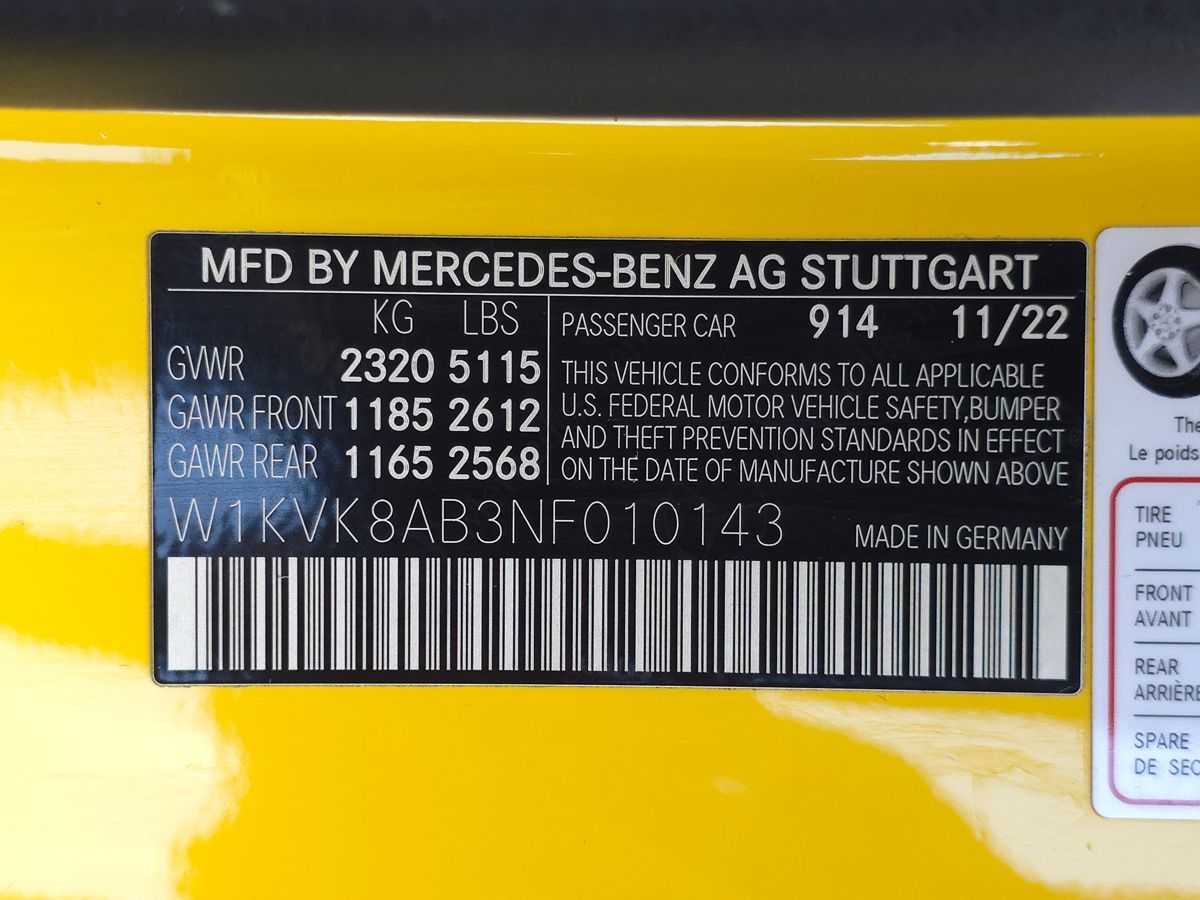 MFD BY MERCEDES-BENZ AG STUTTGART
KG LBS
GVWR 2320 5115
GAWR FRONT 1185 2612
GAWR REAR 1165 2568
PASSENGER CAR 914 11/22
THIS VEHICLE CONFORMS TO ALL APPLICABLE
U.S. FEDERAL MOTOR VEHICLE SAFETY,BUMPER
AND THEFT PREVENTION STANDARDS IN EFFECT
ON THE DATE OF MANUFACTURE SHOWN ABOVE
W1KVK8AB3NF010143
MADE IN GERMANY
The
Le poids
TIRE
PNEU
FRONT
AVANT
REAR
ARRIÈRE
SPARE
DE SEC